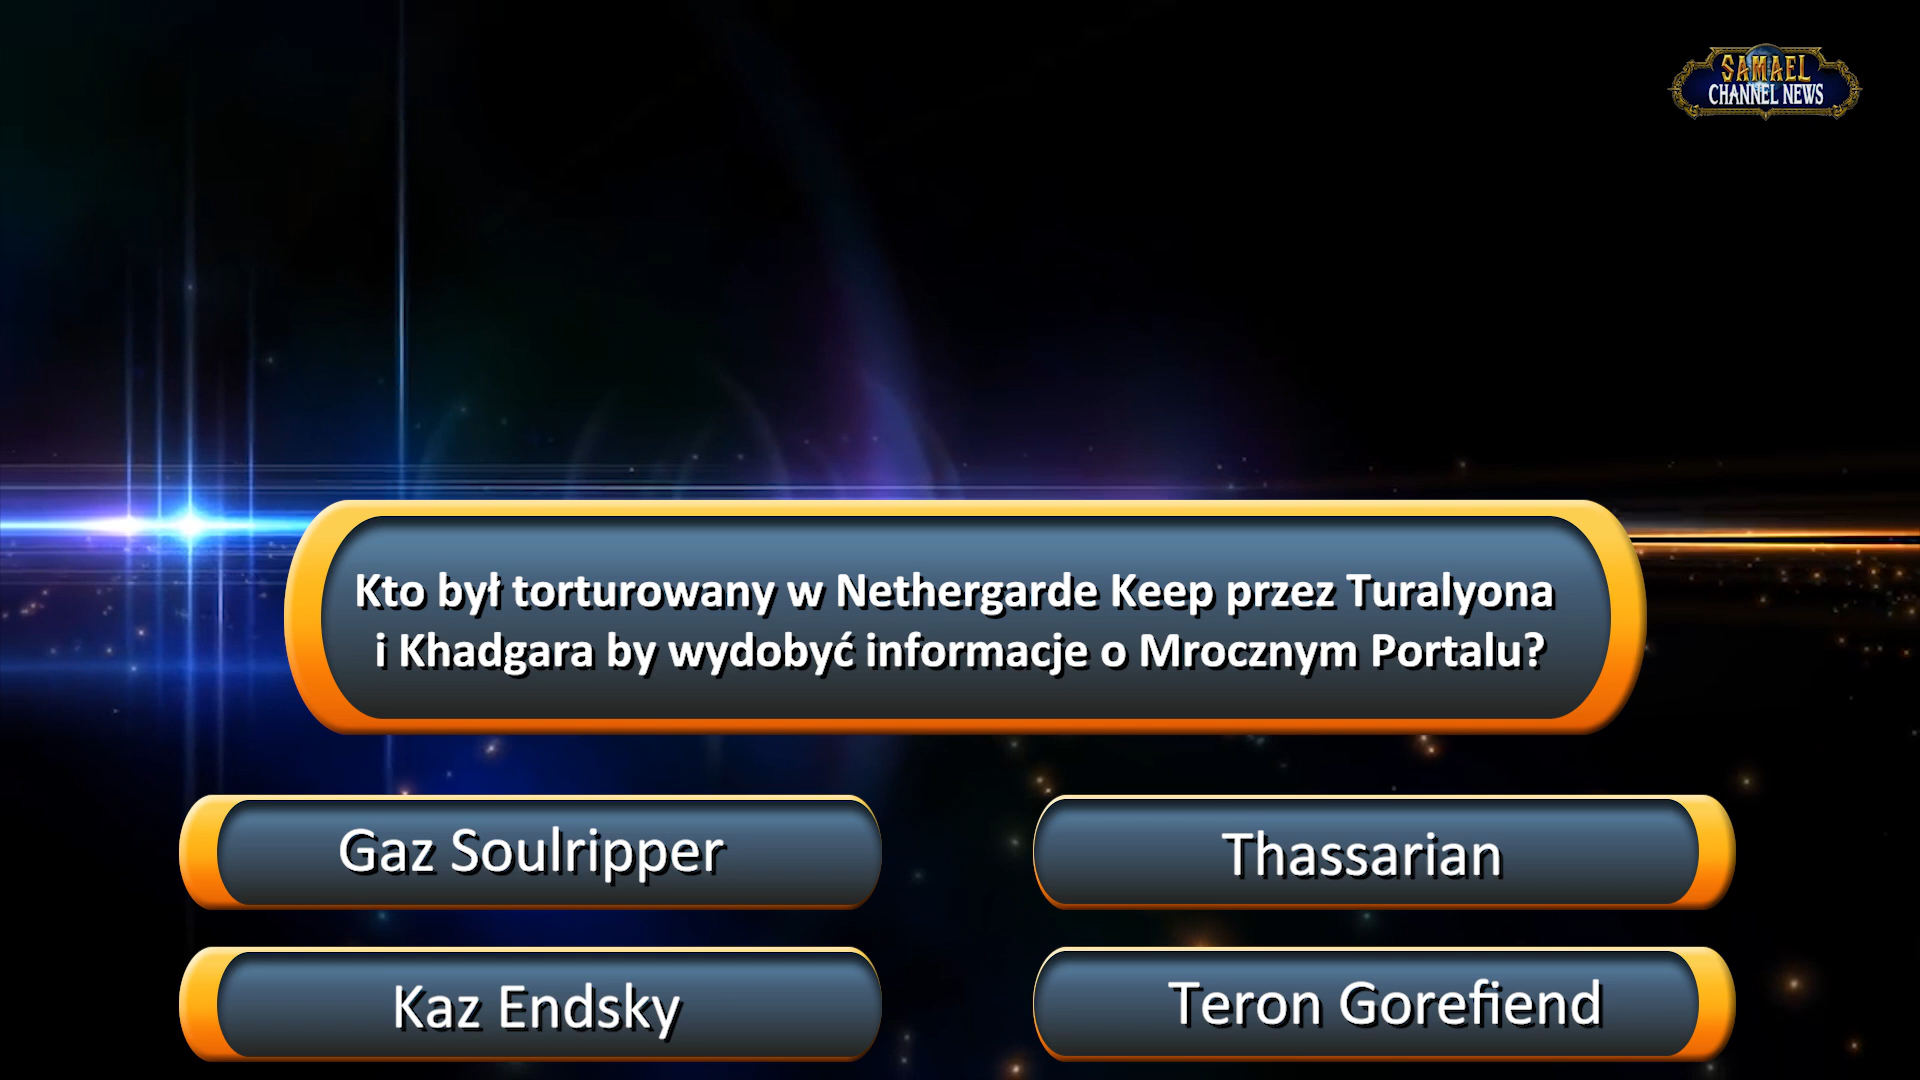 SAMAEL
CHANNEL NEWS
Kto był torturowany w Nethergarde Keep przez Turalyona
i Khadgara by wydobyć informacje o Mrocznym Portalu?
Gaz Soulripper
Thassarian
Kaz Endsky
Teron Gorefiend